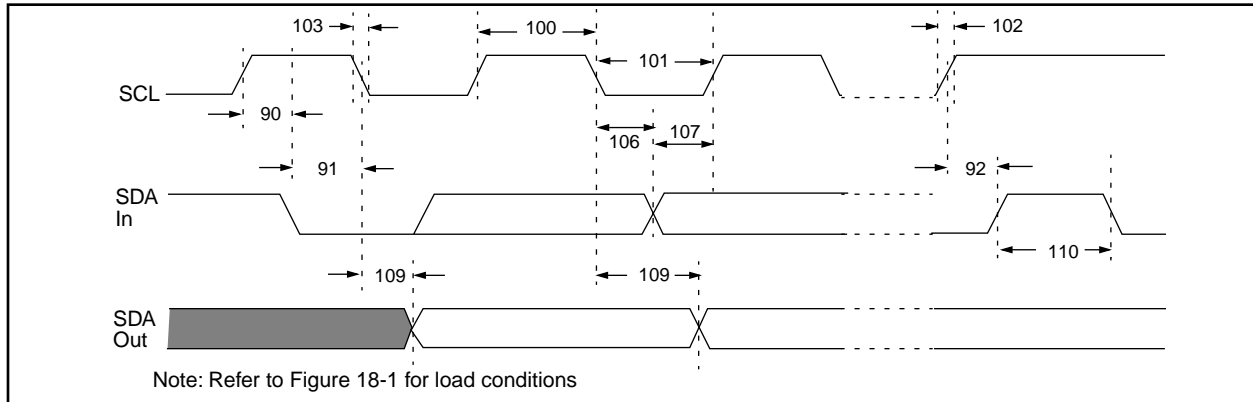 103
100
102
101
SCL
90
106
107
91
92
SDA
In
110
109
109
SDA
Out
Note: Refer to Figure 18-1 for load conditions